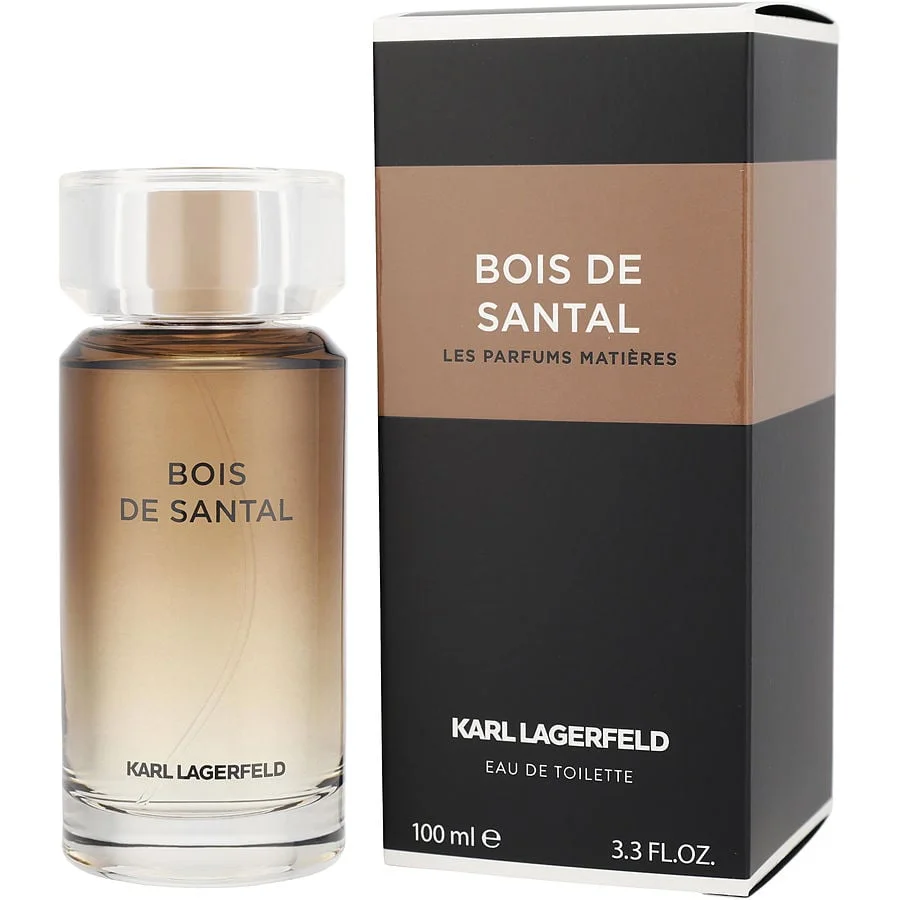 BOIS
DE SANTAL
KARL LAGERFELD
BOIS DE
SANTAL
LES PARFUMS MATIÈRES
KARL LAGERFELD
EAU DE TOILETTE
100 ml ℮
3.3 FL.OZ.